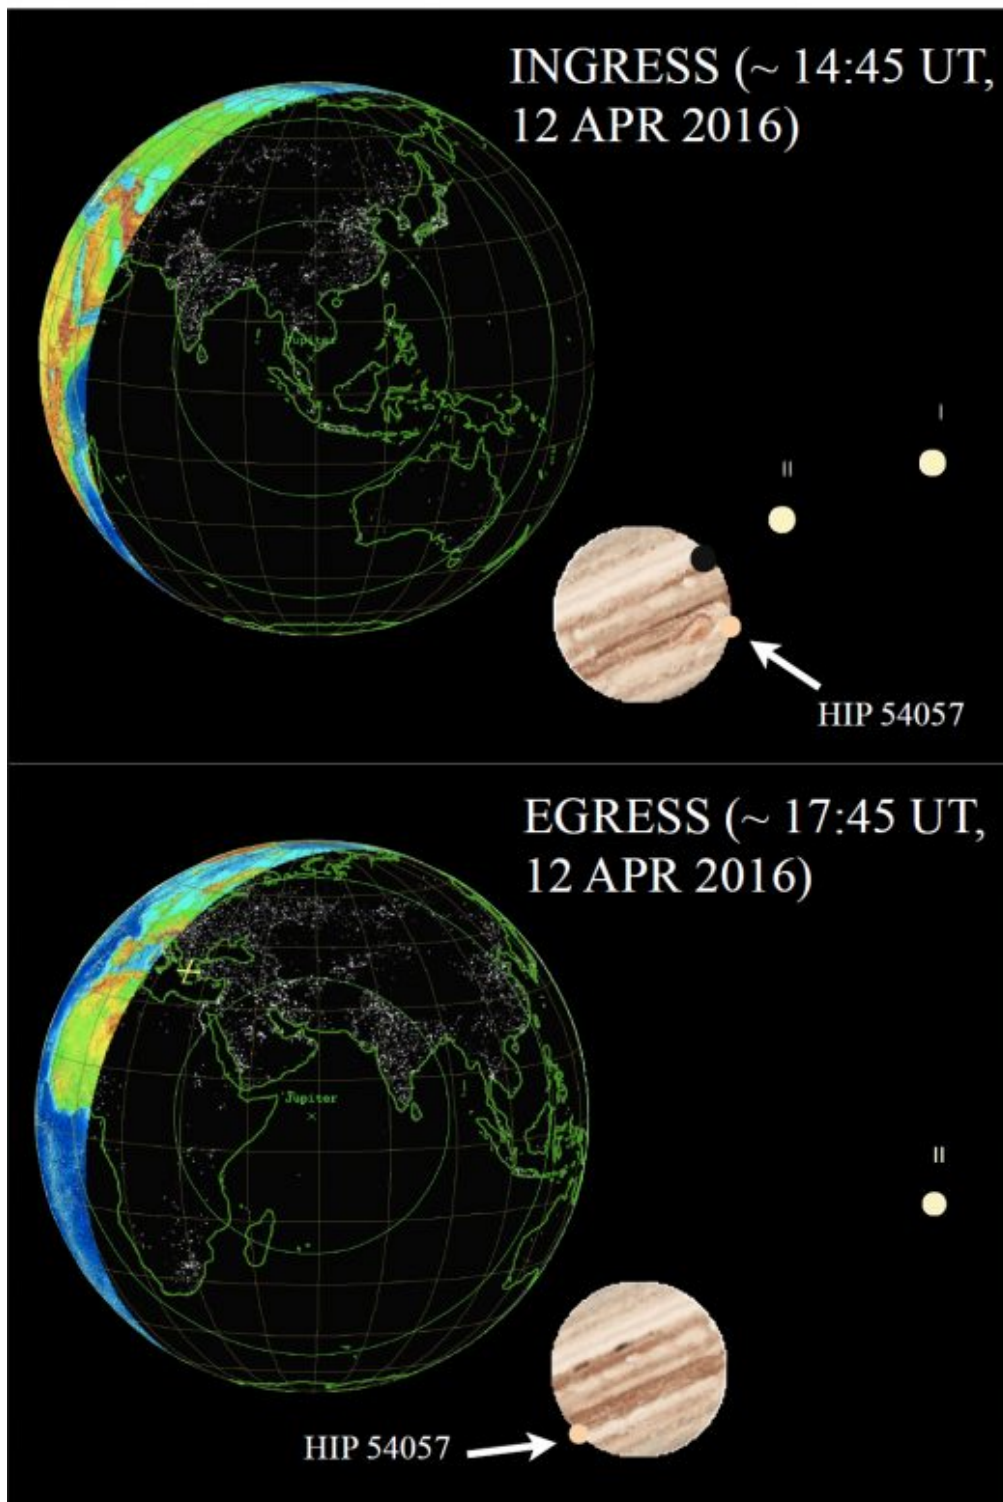 INGRESS (~ 14:45 UT,
12 APR 2016)
Jupiter
I
II
HIP 54057
EGRESS (~ 17:45 UT,
12 APR 2016)
Jupiter
II
HIP 54057